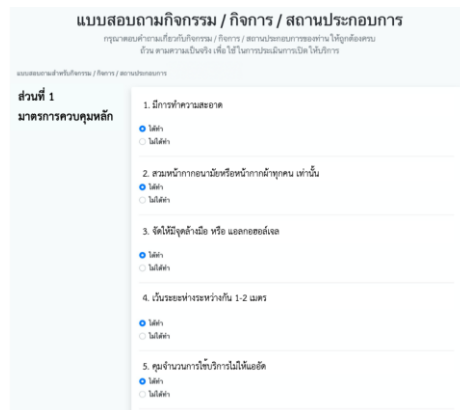 แบบสอบถามกิจกรรม / กิจการ / สถานประกอบการ
กรุณาตอบคำถามเกี่ยวกับกิจกรรม / กิจการ / สถานประกอบการของท่าน ให้ถูกต้องครบ
ถ้วน ตามความเป็นจริง เพื่อ ใช้ ในการประเมินการเปิด ให้บริการ
แบบสอบถามสำหรับกิจกรรม / กิจการ / สถานประกอบการ
ส่วนที่ 1
มาตรการควบคุมหลัก
1. มีการทำความสะอาด
ได้ทำ
ไม่ได้ทำ
2. สวมหน้ากากอนามัยหรือหน้ากากผ้าทุกคน เท่านั้น
ได้ทำ
ไม่ได้ทำ
3. จัดให้มีจุดล้างมือ หรือ แอลกอฮอล์เจล
ได้ทำ
ไม่ได้ทำ
4. เว้นระยะห่างระหว่างกัน 1-2 เมตร
ได้ทำ
ไม่ได้ทำ
5. คุมจำนวนการใช้บริการไม่ให้แออัด
ได้ทำ
ไม่ได้ทำ